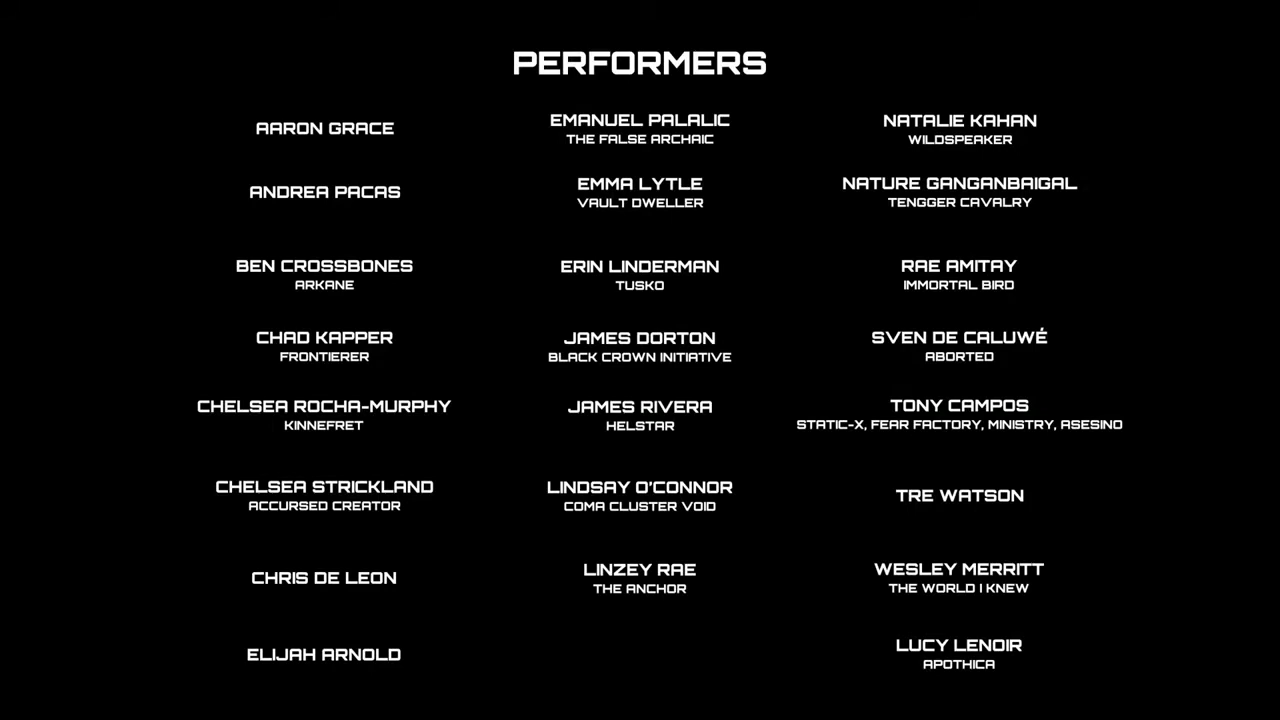 PERFORMERS
AARON GRACE
ANDREA PACAS
BEN CROSSBONES
ARKANE
CHAD KAPPER
FRONTIERER
CHELSEA ROCHA-MURPHY
KINNEFRET
CHELSEA STRICKLAND
ACCURSED CREATOR
CHRIS DE LEON
ELIJAH ARNOLD
EMANUEL PALALIC
THE FALSE ARCHAIC
EMMA LYTLE
VAULT DWELLER
ERIN LINDERMAN
TUSKO
JAMES DORTON
BLACK CROWN INITIATIVE
JAMES RIVERA
HELSTAR
LINDSAY O'CONNOR
COMA CLUSTER VOID
LINZEY RAE
THE ANCHOR
NATALIE KAHAN
WILDSPEAKER
NATURE GANGANBAIGAL
TENGGER CAVALRY
RAE AMITAY
IMMORTAL BIRD
SVEN DE CALUWÉ
ABORTED
TONY CAMPOS
STATIC-X, FEAR FACTORY, MINISTRY, ASESINO
TRE WATSON
WESLEY MERRITT
THE WORLD I KNEW
LUCY LENOIR
APOTHICA